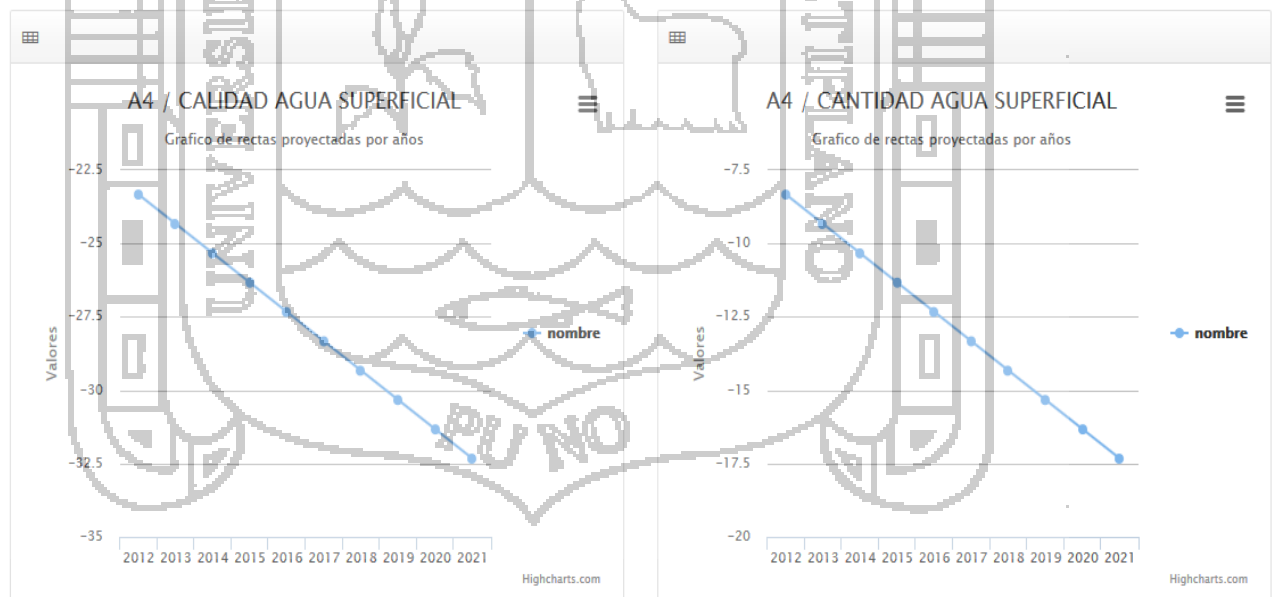 A4 / CALIDAD AGUA SUPERFICIAL
Grafico de rectas proyectadas por años
Valores
-22.5
-25
-27.5
-30
-32.5
-35
2012 2013 2014 2015 2016 2017 2018 2019 2020 2021
nombre
Highcharts.com
A4 / CANTIDAD AGUA SUPERFICIAL
Grafico de rectas proyectadas por años
Valores
-7.5
-10
-12.5
-15
-17.5
-20
2012 2013 2014 2015 2016 2017 2018 2019 2020 2021
nombre
Highcharts.com
PUNO